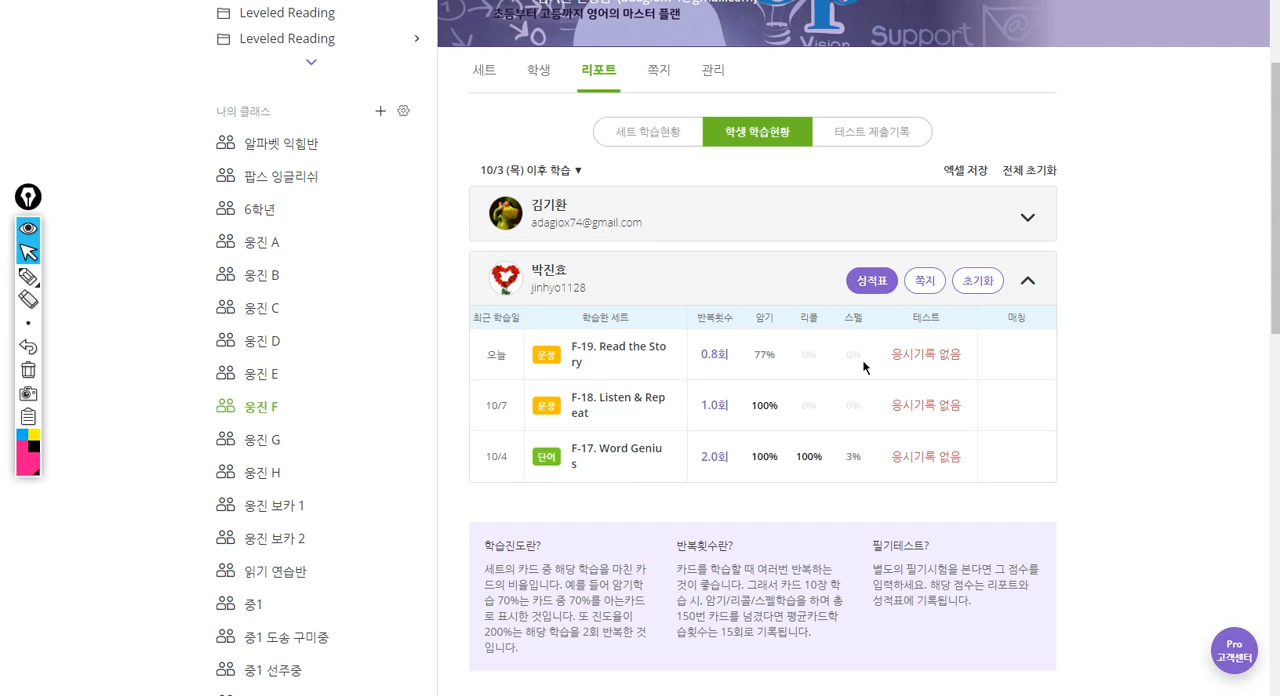 Leveled Reading
Leveled Reading
나의 클래스
알파벳 익힘반
팝스 잉글리쉬
6학년
웅진 A
웅진 B
웅진 C
웅진 D
웅진 E
웅진 F
웅진 G
웅진 H
웅진 보카 1
웅진 보카 2
읽기 연습반
중1
중1 도송 구미중
중1 선주중
초등부터 고등까지 영어의 마스터 플랜
Vision
Support
세트 학생 리포트 쪽지 관리
세트 학습현황 학생 학습현황 테스트 제출기록
10/3 (목) 이후 학습 ▼ 엑셀 저장 전체 초기화
김기환
adagiox74@gmail.com
박진효
jinhyo1128
성적표 쪽지 초기화
최근 학습일 학습한 세트 반복횟수 암기 리콜 스펠 테스트 매칭
오늘 문장 F-19. Read the Sto
ry 0.8회 77% 0% 0% 응시기록 없음
10/7 문장 F-18. Listen & Rep
eat 1.0회 100% 0% 0% 응시기록 없음
10/4 단어 F-17. Word Geniu
s 2.0회 100% 100% 3% 응시기록 없음
학습진도란?
세트의 카드 중 해당 학습을 마친 카
드의 비율입니다. 예를 들어 암기학
습 70%는 카드 중 70%를 아는카드
로 표시한 것입니다. 또 진도율이
200%는 해당 학습을 2회 반복한 것
입니다.
반복횟수란?
카드를 학습할 때 여러번 반복하는
것이 좋습니다. 그래서 카드 10장 학
습 시, 암기/리콜/스펠학습을 하며 총
150번 카드를 넘겼다면 평균카드학
습횟수는 15회로 기록됩니다.
필기테스트?
별도의 필기시험을 본다면 그 점수를
입력하세요. 해당 점수는 리포트와
성적표에 기록됩니다.
Pro
고객센터